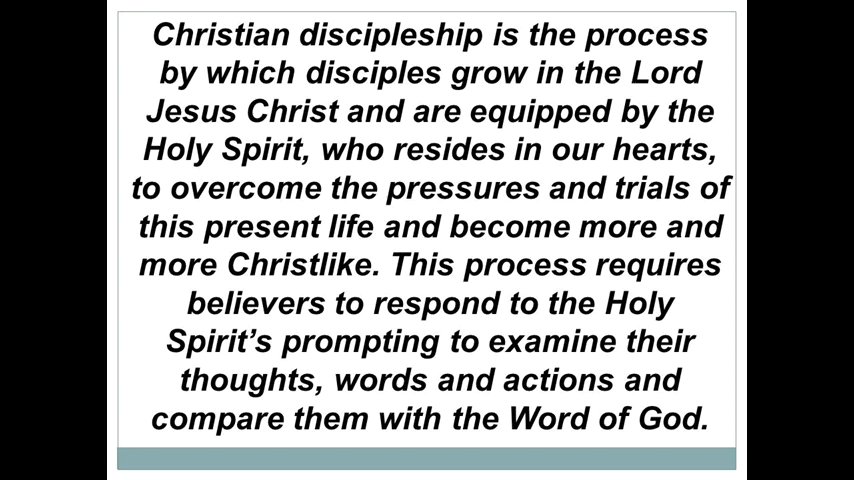 Christian discipleship is the process
by which disciples grow in the Lord
Jesus Christ and are equipped by the
Holy Spirit, who resides in our hearts,
to overcome the pressures and trials of
this present life and become more and
more Christlike. This process requires
believers to respond to the Holy
Spirit’s prompting to examine their
thoughts, words and actions and
compare them with the Word of God.